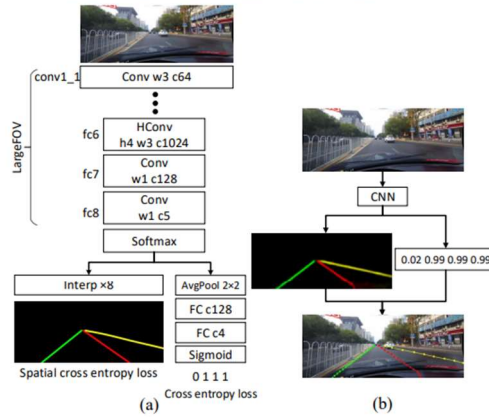 conv1_1
Conv w3 c64
LargeFOV
fc6
HConv
h4 w3 c1024
fc7
Conv
w1 c128
fc8
Conv
w1 c5
Softmax
Interp ×8
AvgPool 2×2
FC c128
FC c4
Sigmoid
0 1 1 1
Spatial cross entropy loss
Cross entropy loss
(a)
CNN
0.02 0.99 0.99 0.99
(b)